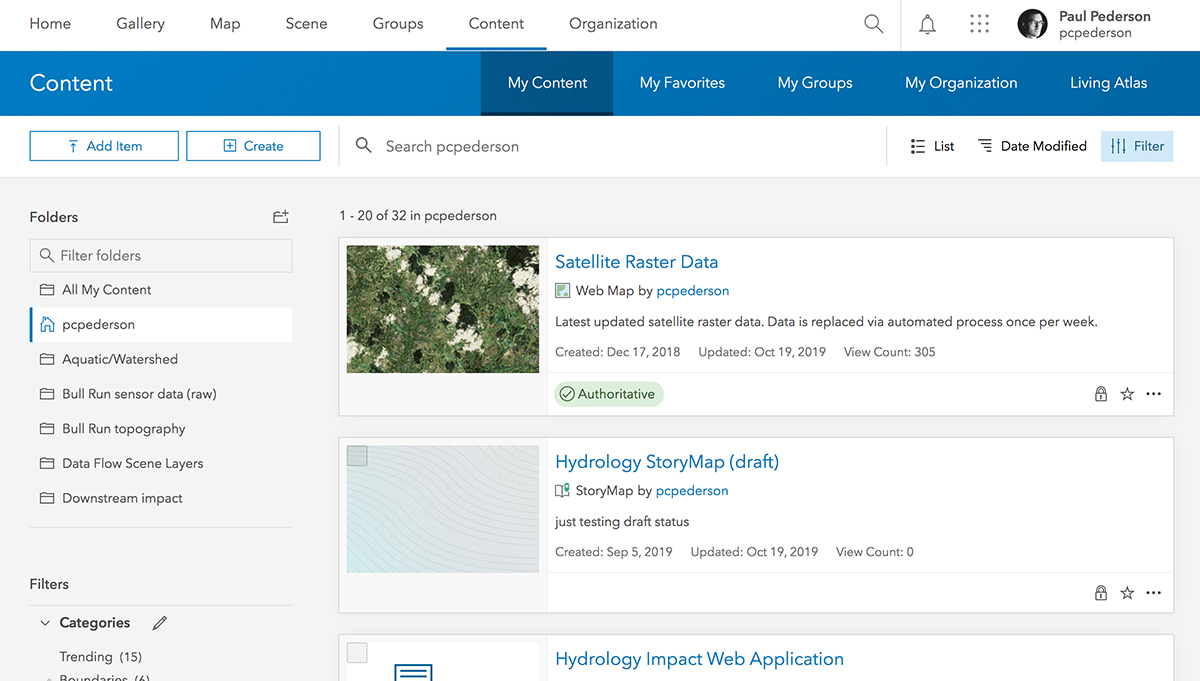 Home Gallery Map Scene Groups Content Organization
Paul Pederson
pcpederson
Content
My Content My Favorites My Groups My Organization Living Atlas
Add Item Create Search pcpederson List Date Modified Filter
Folders
Filter folders
All My Content
pcpederson
Aquatic/Watershed
Bull Run sensor data (raw)
Bull Run topography
Data Flow Scene Layers
Downstream impact
Filters
Categories
Trending (15)
Boundaries (6)
1 - 20 of 32 in pcpederson
Satellite Raster Data
Web Map by pcpederson
Latest updated satellite raster data. Data is replaced via automated process once per week.
Created: Dec 17, 2018 Updated: Oct 19, 2019 View Count: 305
Authoritative
Hydrology StoryMap (draft)
StoryMap by pcpederson
just testing draft status
Created: Sep 5, 2019 Updated: Oct 19, 2019 View Count: 0
Hydrology Impact Web Application